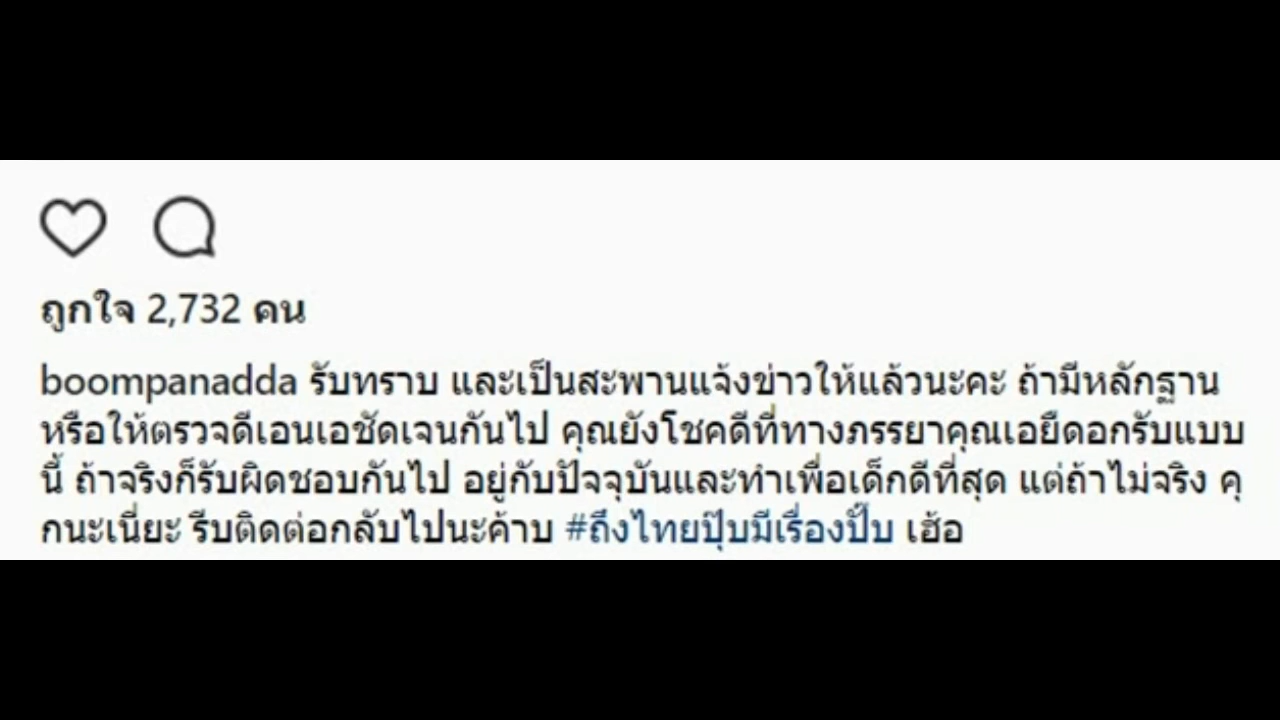 ถูกใจ 2,732 คน
boompanadda รับทราบ และเป็นสะพานแจ้งข่าวให้แล้วนะคะ ถ้ามีหลักฐาน
หรือให้ตรวจดีเอนเอชัดเจนกันไป คุณยังโชคดีที่ทางภรรยาคุณเอยืดอกรับแบบ
นี้ ถ้าจริงก็รับผิดชอบกันไป อยู่กับปัจจุบันและทำเพื่อเด็กดีที่สุด แต่ถ้าไม่จริง คุ
กนะเนี่ยะ รีบติดต่อกลับไปนะค้าบ #ถึงไทยปุ๊บมีเรื่องปั๊บ เฮ้อ